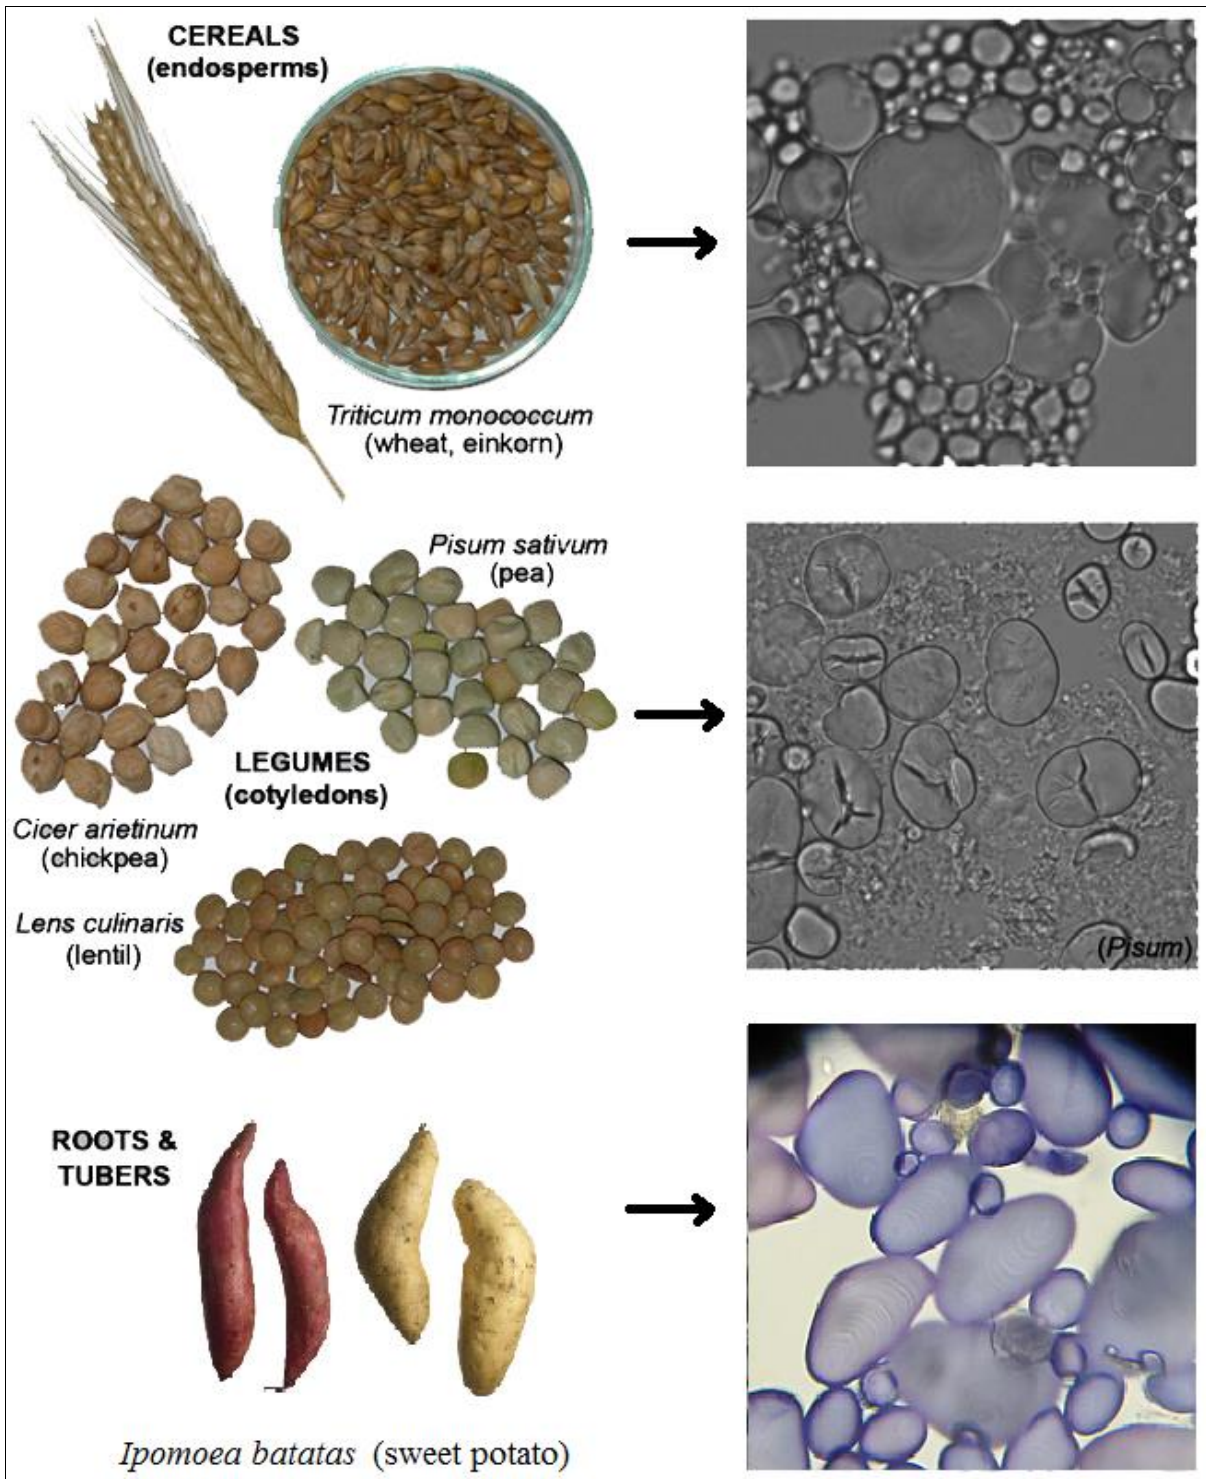 CEREALS
(endosperms)
Triticum monococcum
(wheat, einkorn)
Pisum sativum
(pea)
LEGUMES
(cotyledons)
Cicer arietinum
(chickpea)
Lens culinaris
(lentil)
(Pisum)
ROOTS &
TUBERS
Ipomoea batatas (sweet potato)